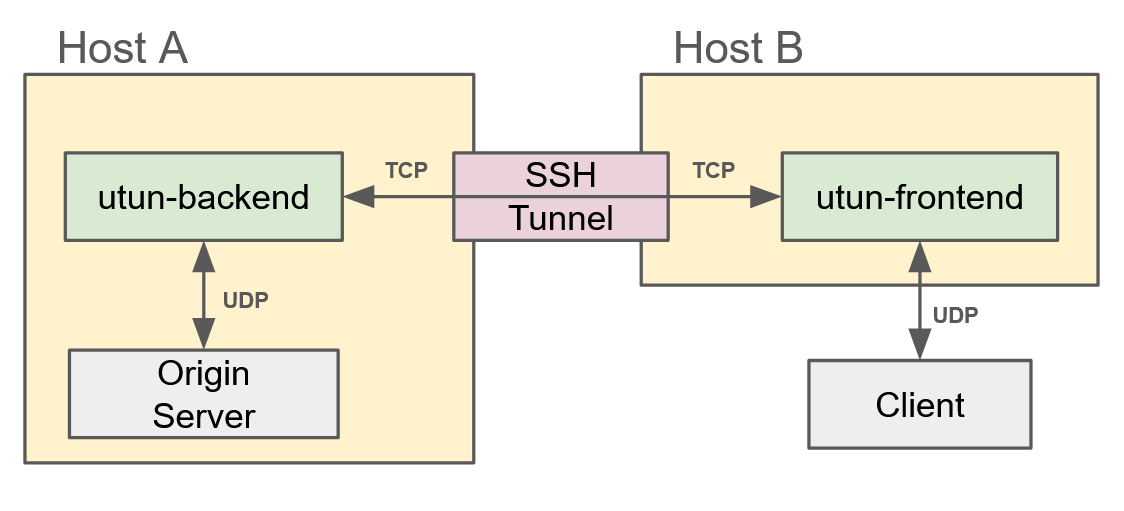 Host A
Host B
utun-backend
TCP
SSH
Tunnel
TCP
utun-frontend
UDP
UDP
Origin
Server
Client